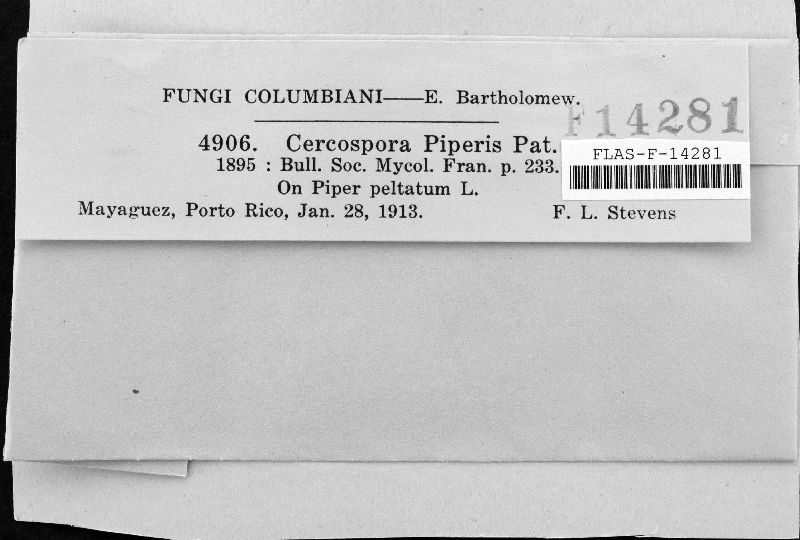 FUNGI COLUMBIANI——E. Bartholomew.
F14281
4906. Cercospora Piperis Pat.
FLAS-F-14281
1895 : Bull. Soc. Mycol. Fran. p. 233.
On Piper peltatum L.
Mayaguez, Porto Rico, Jan. 28, 1913. F. L. Stevens